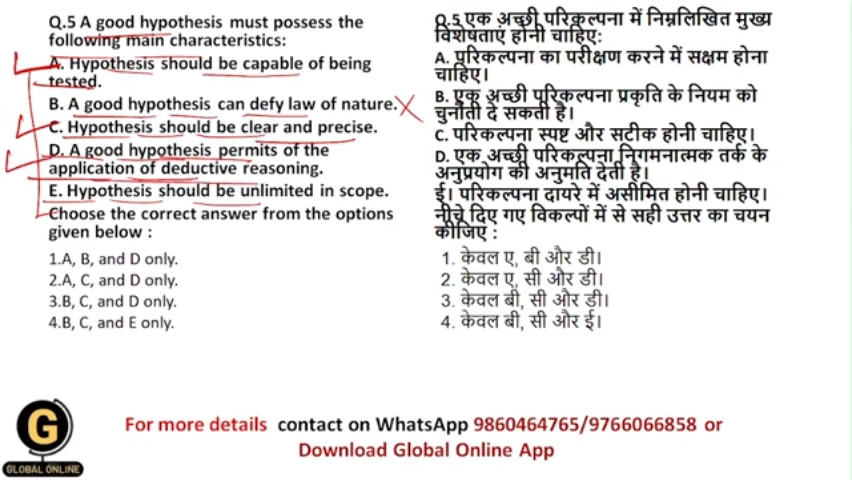 Q.5 A good hypothesis must possess the
following main characteristics:
A. Hypothesis should be capable of being
tested.
B. A good hypothesis can defy law of nature.
C. Hypothesis should be clear and precise.
D. A good hypothesis permits of the
application of deductive reasoning.
E. Hypothesis should be unlimited in scope.
Choose the correct answer from the options
given below :
1.A, B, and D only.
2.A, C, and D only.
3.B, C, and D only.
4.B, C, and E only.
Q.5 एक अच्छी परिकल्पना में निम्नलिखित मुख्य
विशेषताएं होनी चाहिए:
A. परिकल्पना का परीक्षण करने में सक्षम होना
चाहिए।
B. एक अच्छी परिकल्पना प्रकृति के नियम को
चुनौती दे सकती है।
C. परिकल्पना स्पष्ट और सटीक होनी चाहिए।
D. एक अच्छी परिकल्पना निगमनात्मक तर्क के
अनुप्रयोग की अनुमति देती है।
ई। परिकल्पना दायरे में असीमित होनी चाहिए।
नीचे दिए गए विकल्पों में से सही उत्तर का चयन
कीजिए :
1. केवल ए, बी और डी।
2. केवल ए, सी और डी।
3. केवल बी, सी और डी।
4. केवल बी, सी और ई।
G
GLOBAL ONLINE
For more details contact on WhatsApp 9860464765/9766066858 or
Download Global Online App